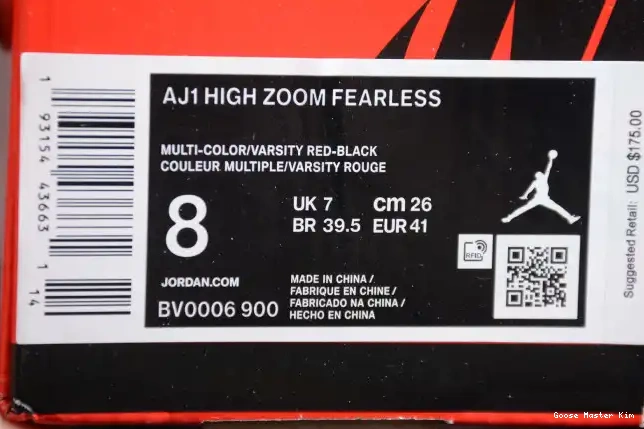 AJ1 HIGH ZOOM FEARLESS
MULTI-COLOR/VARSITY RED-BLACK
COULEUR MULTIPLE/VARSITY ROUGE
8
UK 7 cm 26
BR 39.5 EUR 41
RFID
JORDAN.COM
BV0006 900
MADE IN CHINA /
FABRIQUE EN CHINE /
FABRICADO NA CHINA /
HECHO EN CHINA
1 93154 43663 1
14
Suggested Retail: USD $175.00
Goose Master Kim